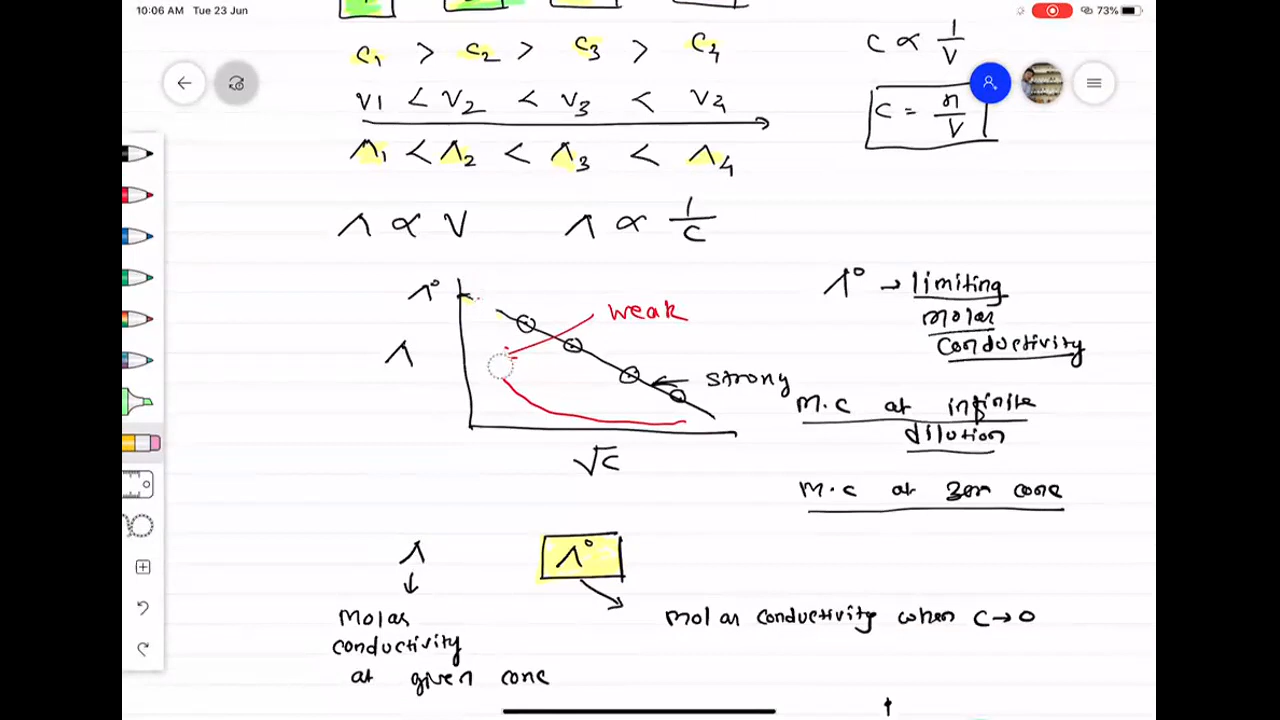 10:06 AM Tue 23 Jun
73%
c1 > c2 > c3 > c4
v1 < v2 < v3 < v4
Λ1 < Λ2 < Λ3 < Λ4
c ∝ 1/V
c = n/V
Λ ∝ V Λ ∝ 1/c
Λ°
Λ
weak
strong
√c
Λ° → limiting
molar
conductivity
M.C at infinite
dilution
M.C at zero conc
Λ
Λ°
Molar
conductivity
at given conc
Molar conductivity when C→0